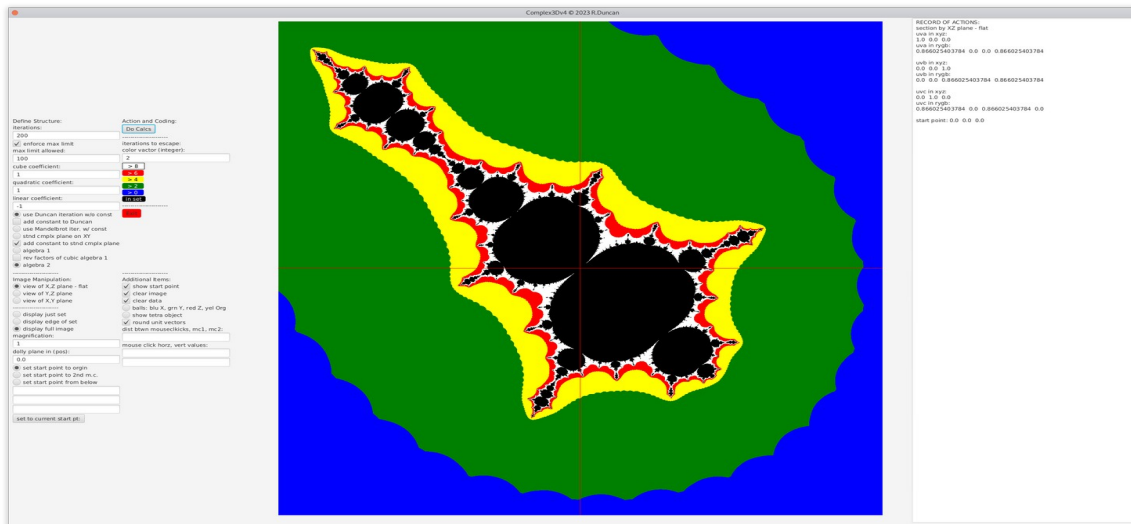 Complex3Dv4 © 2023 R.Duncan
Define Structure:
iterations:
200
enforce max limit
max limit allowed:
100
cube coefficient:
1
quadratic coefficient:
1
linear coefficient:
-1
use Duncan iteration w/o const
add constant to Duncan
use Mandelbrot iter. w/ const
stnd cmplx plane on XY
add constant to stnd cmplx plane
algebra 1
rev factors of cubic algebra 1
algebra 2
--------------------
Image Manipulation:
view of X,Z plane - flat
view of Y,Z plane
view of X,Y plane
--------------------
display just set
display edge of set
display full image
magnification:
1
dolly plane in (pos):
0.0
set start point to orgin
set start point to 2nd m.c.
set start point from below
set to current start pt:
Action and Coding:
Do Calcs
--------------------
iterations to escape:
color vector (integer):
2
> 8
> 6
> 4
> 2
> 0
in set
--------------------
--------------------
Additional Items:
show start point
clear image
clear data
balls: blu X, grn Y, red Z, yel Org
show tetra object
round unit vectors
dist btwn mouseclicks, mc1, mc2:
mouse click horz, vert values:
RECORD OF ACTIONS:
section by XZ plane - flat
uva in xyz:
1.0 0.0 0.0
uva in rygb:
0.866025403784 0.0 0.0 0.866025403784
uvb in xyz:
0.0 0.0 1.0
uvb in rygb:
0.0 0.0 0.866025403784 0.866025403784
uvc in xyz:
0.0 1.0 0.0
uvc in rygb:
0.866025403784 0.0 0.866025403784 0.0
start point: 0.0 0.0 0.0